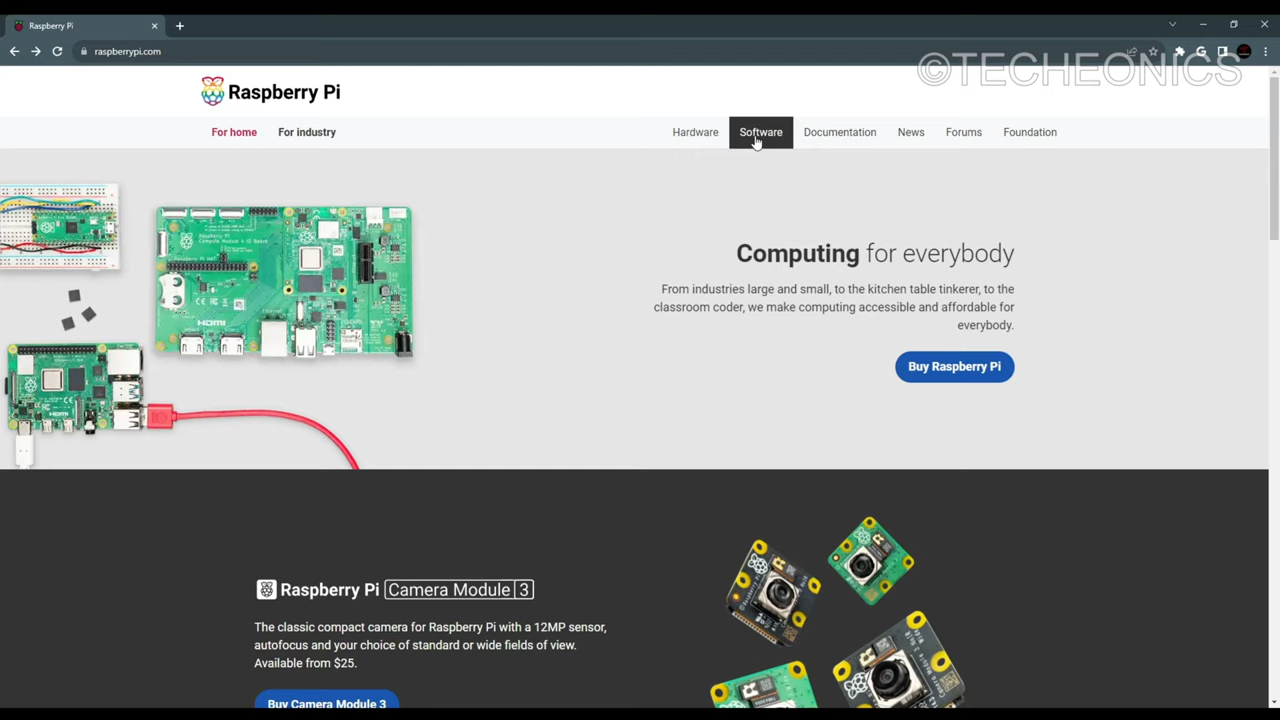 Raspberry Pi
raspberrypi.com
©TECHEONICS
Raspberry Pi
For home
For industry
Hardware
Software
Documentation
News
Forums
Foundation
Computing for everybody
From industries large and small, to the kitchen table tinkerer, to the
classroom coder, we make computing accessible and affordable for
everybody.
Buy Raspberry Pi
HDMI
Raspberry Pi Camera Module 3
The classic compact camera for Raspberry Pi with a 12MP sensor,
autofocus and your choice of standard or wide fields of view.
Available from $25.
Buy Camera Module 3